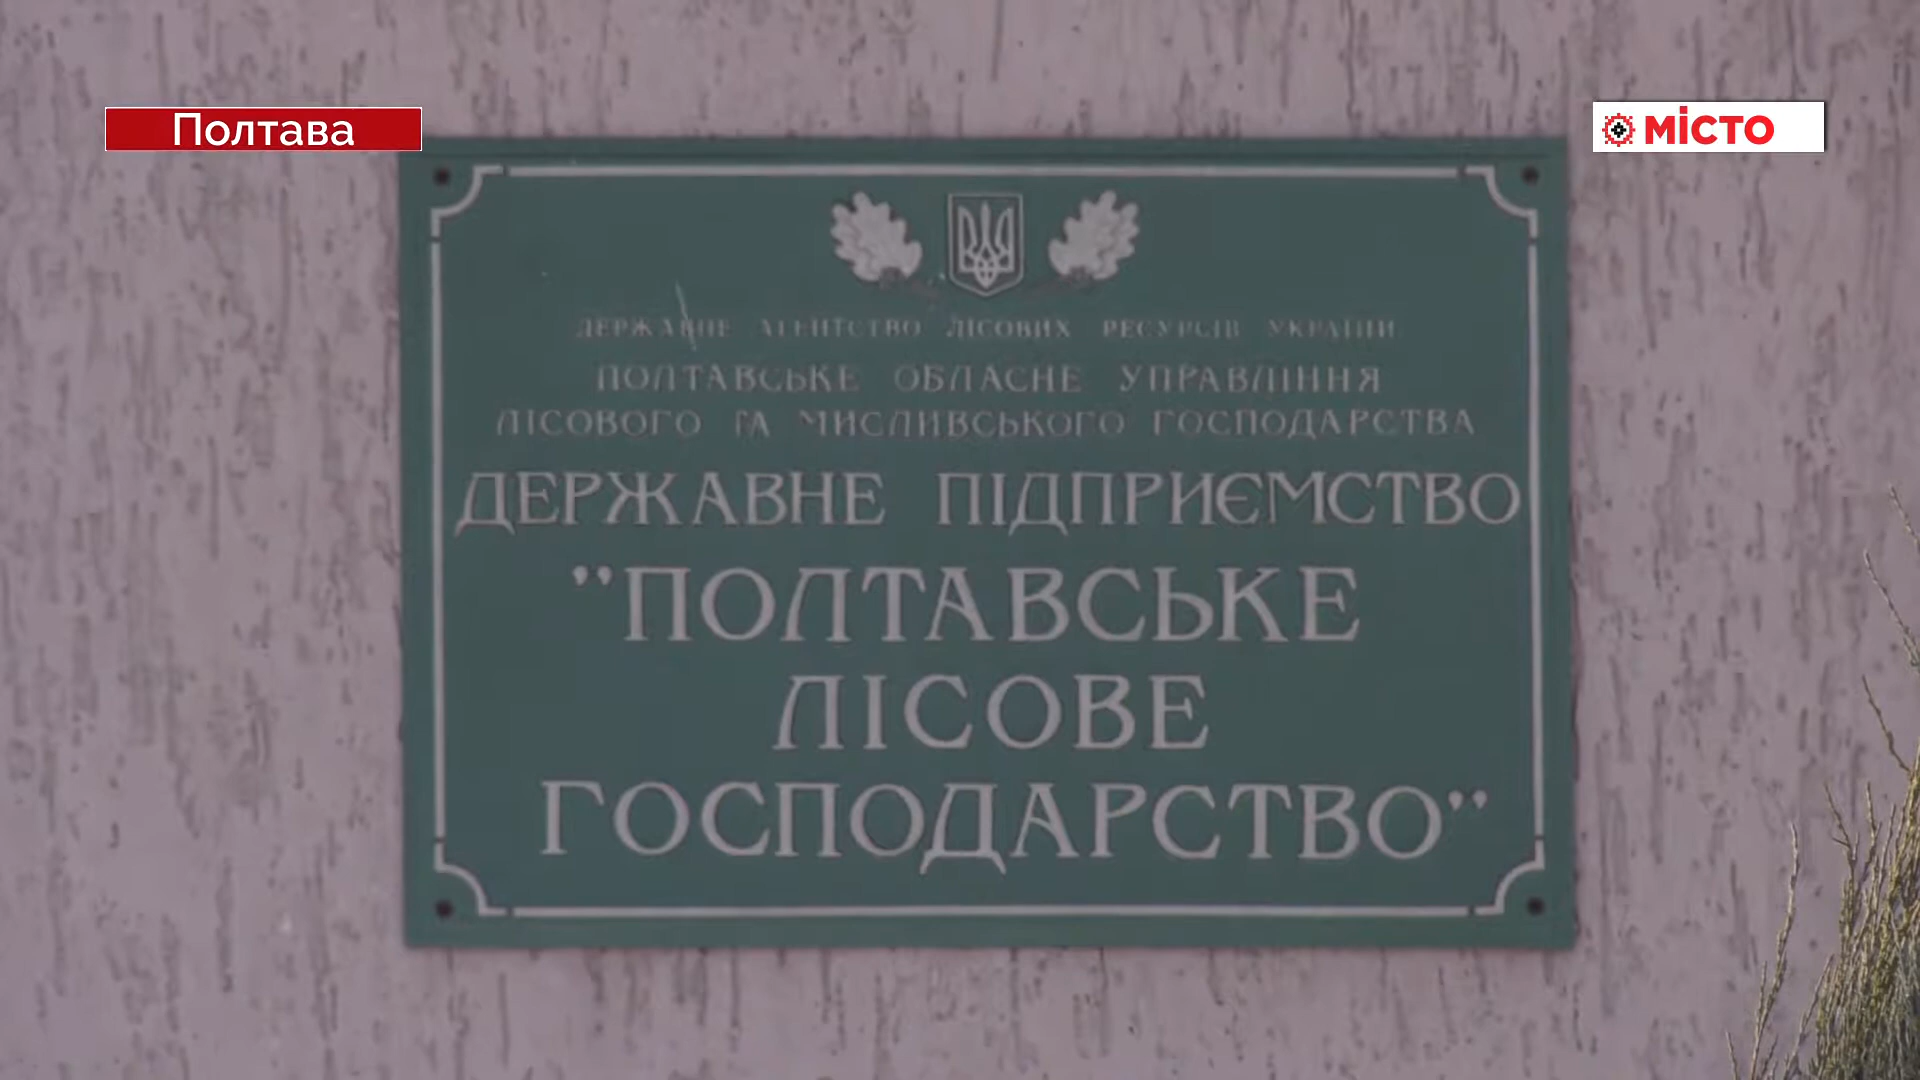 Полтава
МІСТО
ДЕРЖАВНЕ АГЕНТСТВО ЛІСОВИХ РЕСУРСІВ УКРАЇНИ
ПОЛТАВСЬКЕ ОБЛАСНЕ УПРАВЛІННЯ
ЛІСОВОГО ТА МИСЛИВСЬКОГО ГОСПОДАРСТВА
ДЕРЖАВНЕ ПІДПРИЄМСТВО
"ПОЛТАВСЬКЕ
ЛІСОВЕ
ГОСПОДАРСТВО"